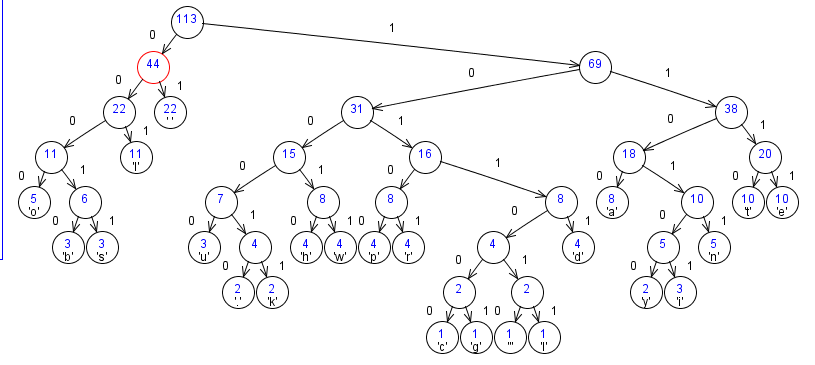 113
0 1
44 69
0 1 0 1
22 22 31 38
' '
0 1 0 1 0 1
11 11 15 16 18 20
'l'
0 1 0 1 0 1 0 1 0 1
5 6 7 8 8 8 8 10 10 10
'o' 'a' 't' 'e'
0 1 0 1 0 1 0 1 0 1 0 1
3 3 3 4 4 4 4 4 4 4 5 5
'b' 's' 'u' 'h' 'w' 'p' 'r' 'd' 'n'
0 1 0 1 0 1
2 2 2 2 2 3
'.' 'k' 'y' 'i'
0 1 0 1
1 1 1 1
'c' 'g' ''' 'I'